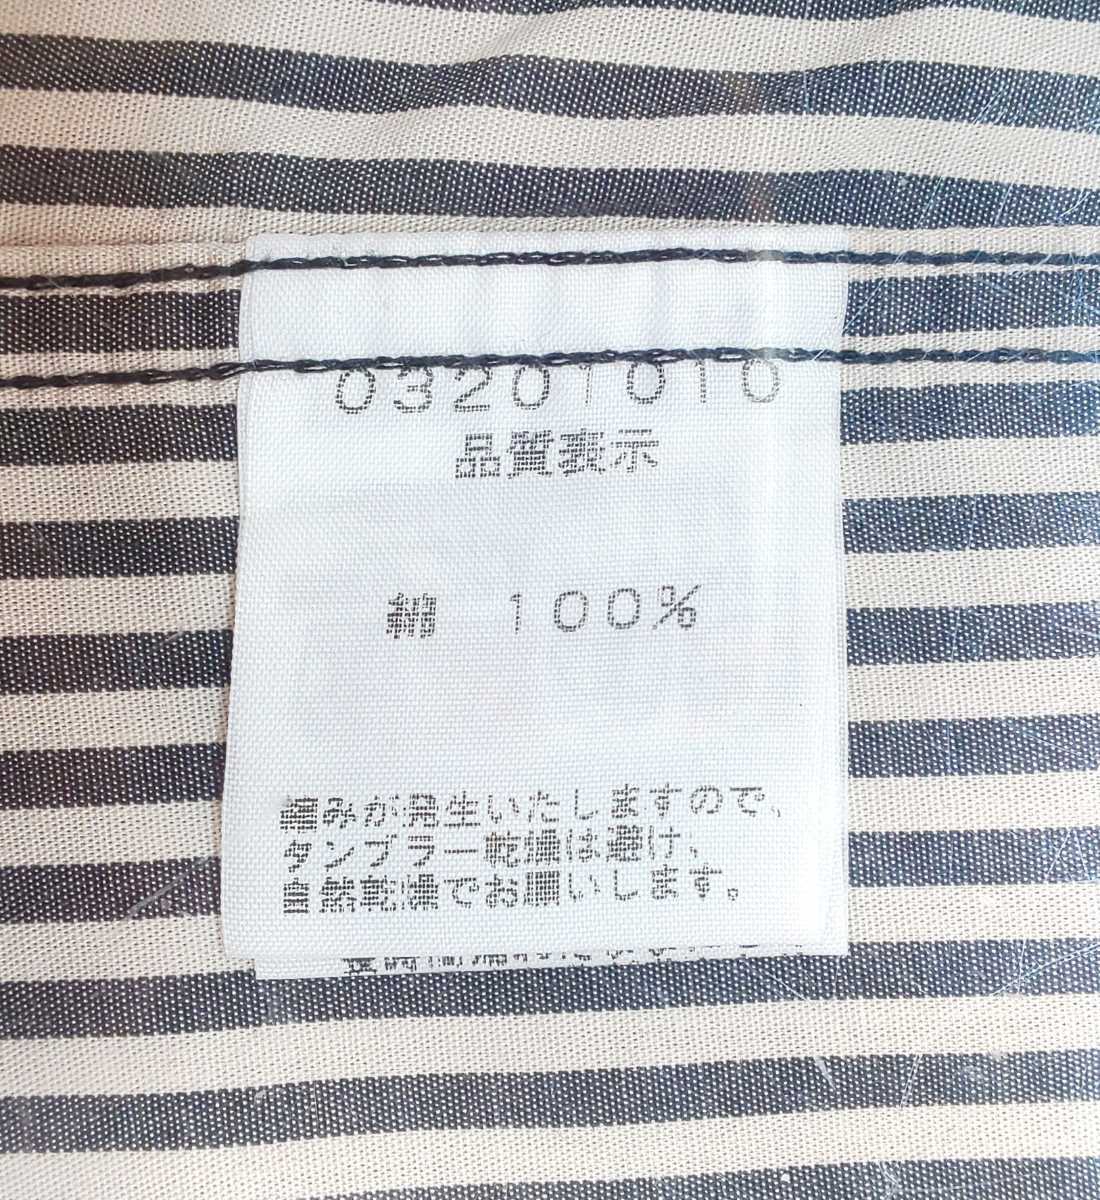 03201010
品質表示
綿 100%
縮みが発生いたしますので、
タンブラー乾燥は避け、
自然乾燥でお願いします。